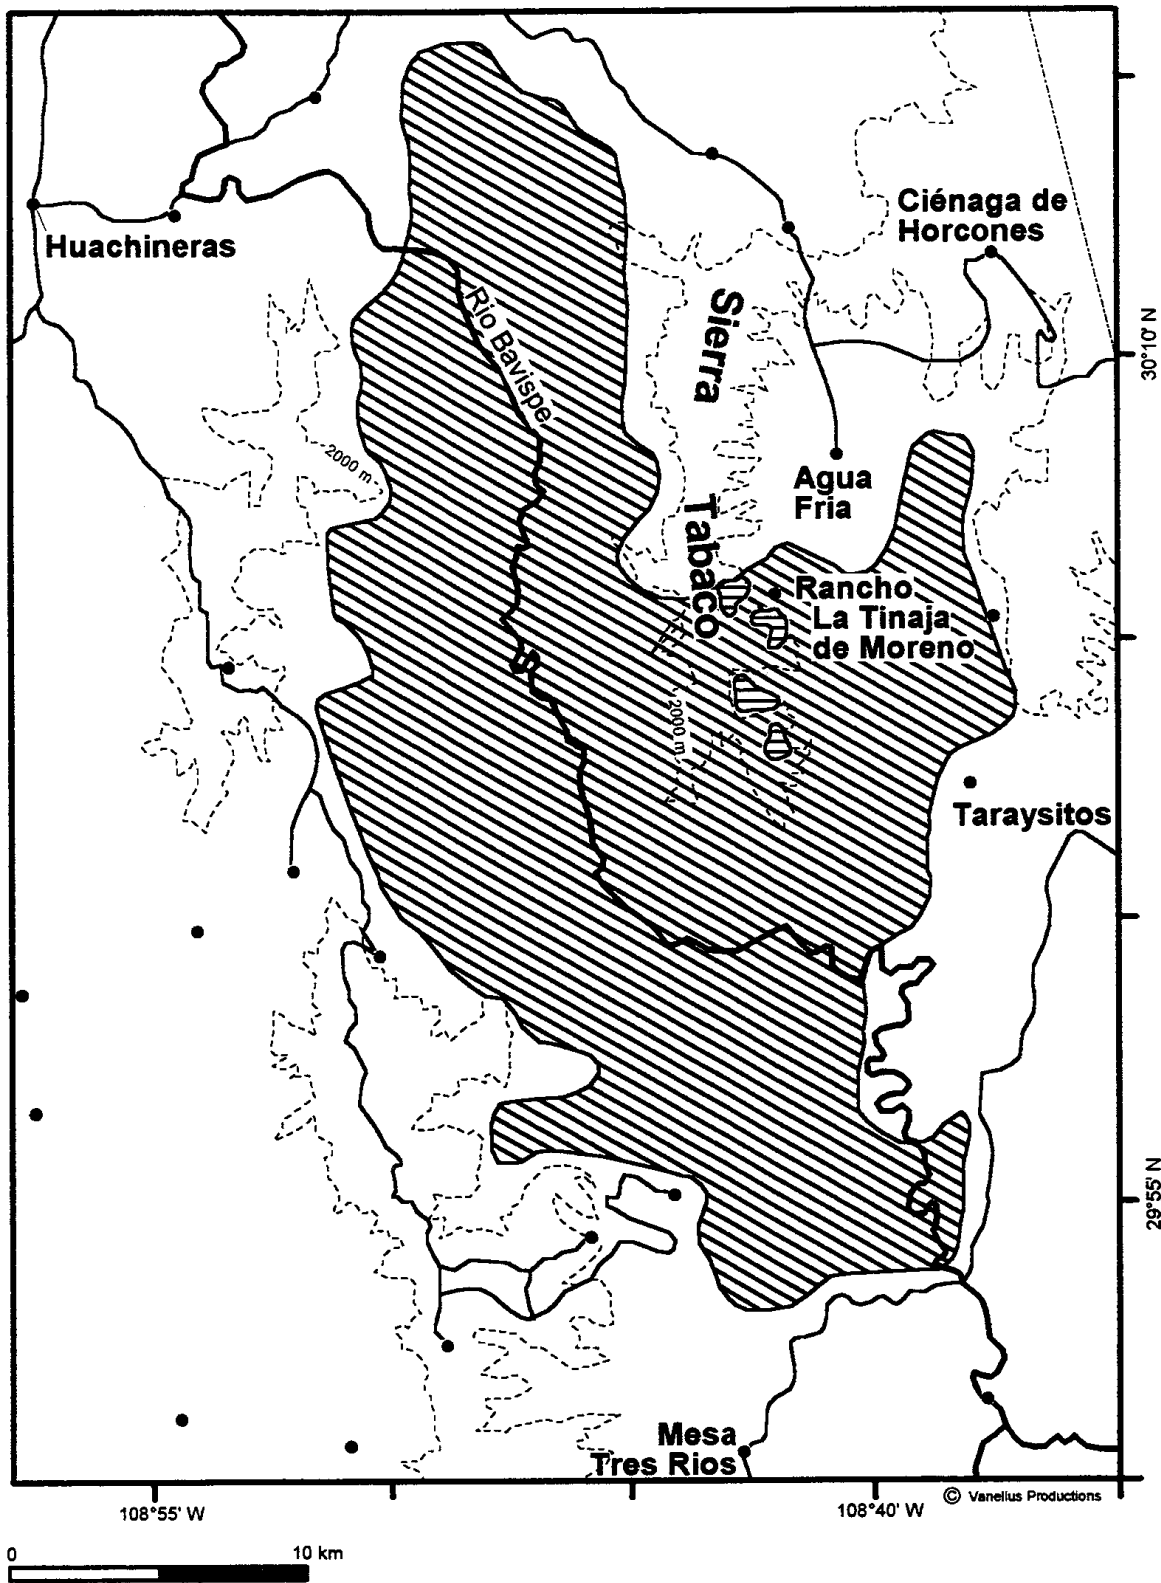 Ciénaga de
Horcones
Huachineras
Rio Bavispe
Sierra
Tabaco
30°10' N
2000 m
Agua
Fria
Rancho
La Tinaja
de Moreno
2000 m
Taraysitos
29°55' N
Mesa
Tres Rios
© Vanellus Productions
108°55' W
108°40' W
0
10 km